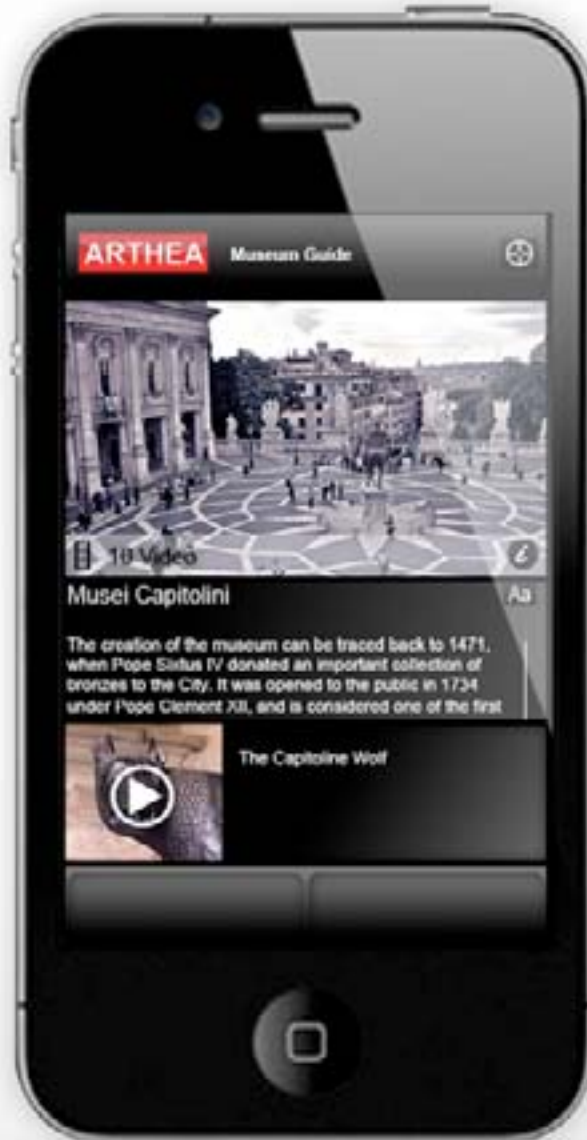 ARTHEA Museum Guide
10 Video
Musei Capitolini
Aa
The creation of the museum can be traced back to 1471,
when Pope Sixtus IV donated an important collection of
bronzes to the City. It was opened to the public in 1734
under Pope Clement XII, and is considered one of the first
The Capitoline Wolf